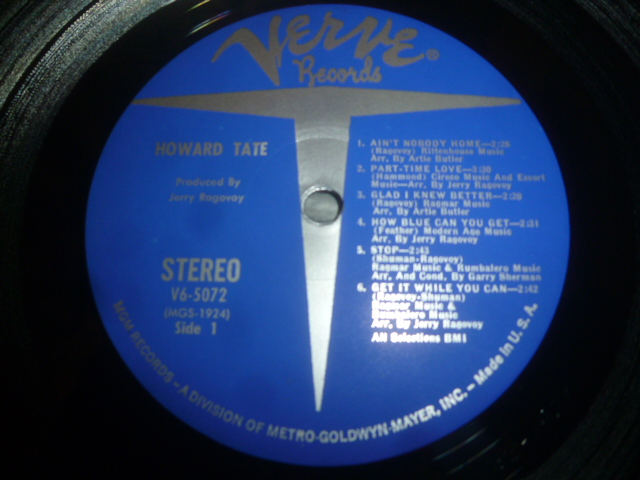 Verve®
Records
HOWARD TATE
Produced By
Jerry Ragovoy
STEREO
V6-5072
(MGS-1924)
Side 1
1. AIN'T NOBODY HOME—2:28
(Ragovoy) Rittenhouse Music
Arr. By Artie Butler
2. PART-TIME LOVE—2:30
(Hammond) Cireco Music And Escort
Music—Arr. By Jerry Ragovoy
3. GLAD I KNEW BETTER—2:28
(Ragovoy) Ragmar Music
Arr. By Artie Butler
4. HOW BLUE CAN YOU GET—2:31
(Feather) Modern Age Music
Arr. By Jerry Ragovoy
5. STOP—2:43
(Shuman-Ragovoy)
Ragmar Music & Rumbalero Music
Arr. And Cond. By Garry Sherman
6. GET IT WHILE YOU CAN—2:42
(Ragovoy-Shuman)
Ragmar Music &
Rumbalero Music
Arr. By Jerry Ragovoy
All Selections BMI
MGM RECORDS – A DIVISION OF METRO-GOLDWYN-MAYER, INC. – Made In U. S. A.